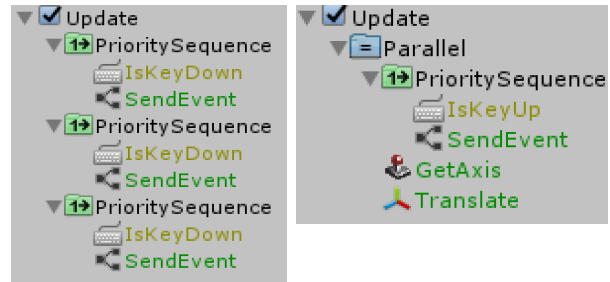 Update
PrioritySequence
IsKeyDown
SendEvent
PrioritySequence
IsKeyDown
SendEvent
PrioritySequence
IsKeyDown
SendEvent
Update
Parallel
PrioritySequence
IsKeyUp
SendEvent
GetAxis
Translate